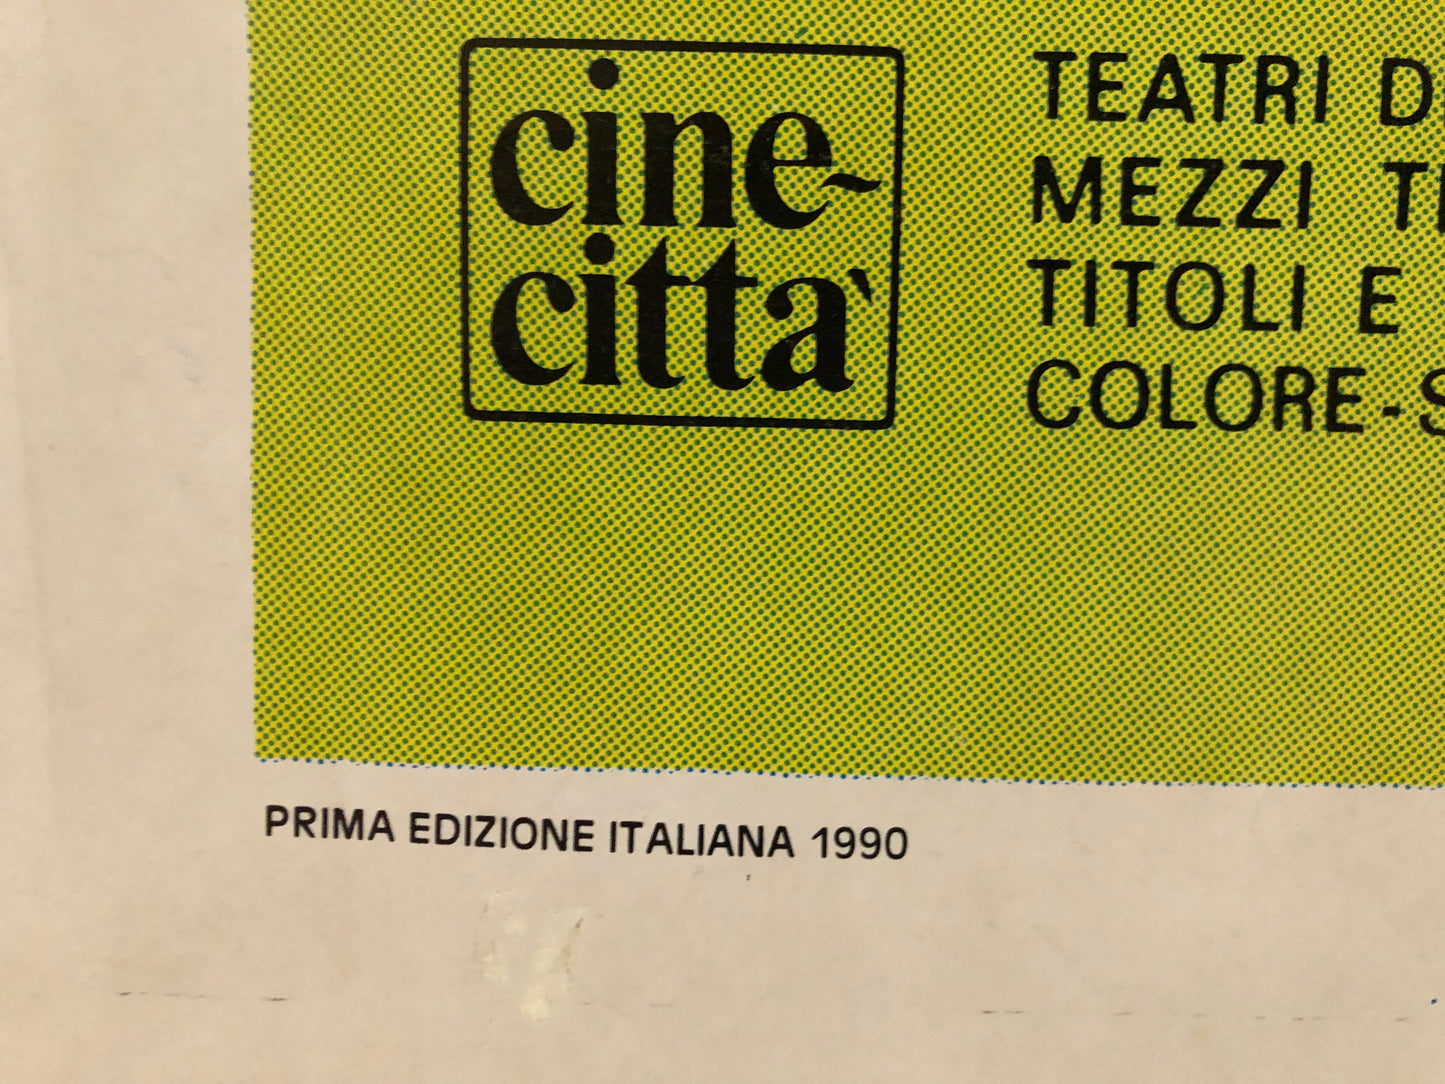 cine-
città
TEATRI D
MEZZI T
TITOLI E
COLORE-S
PRIMA EDIZIONE ITALIANA 1990